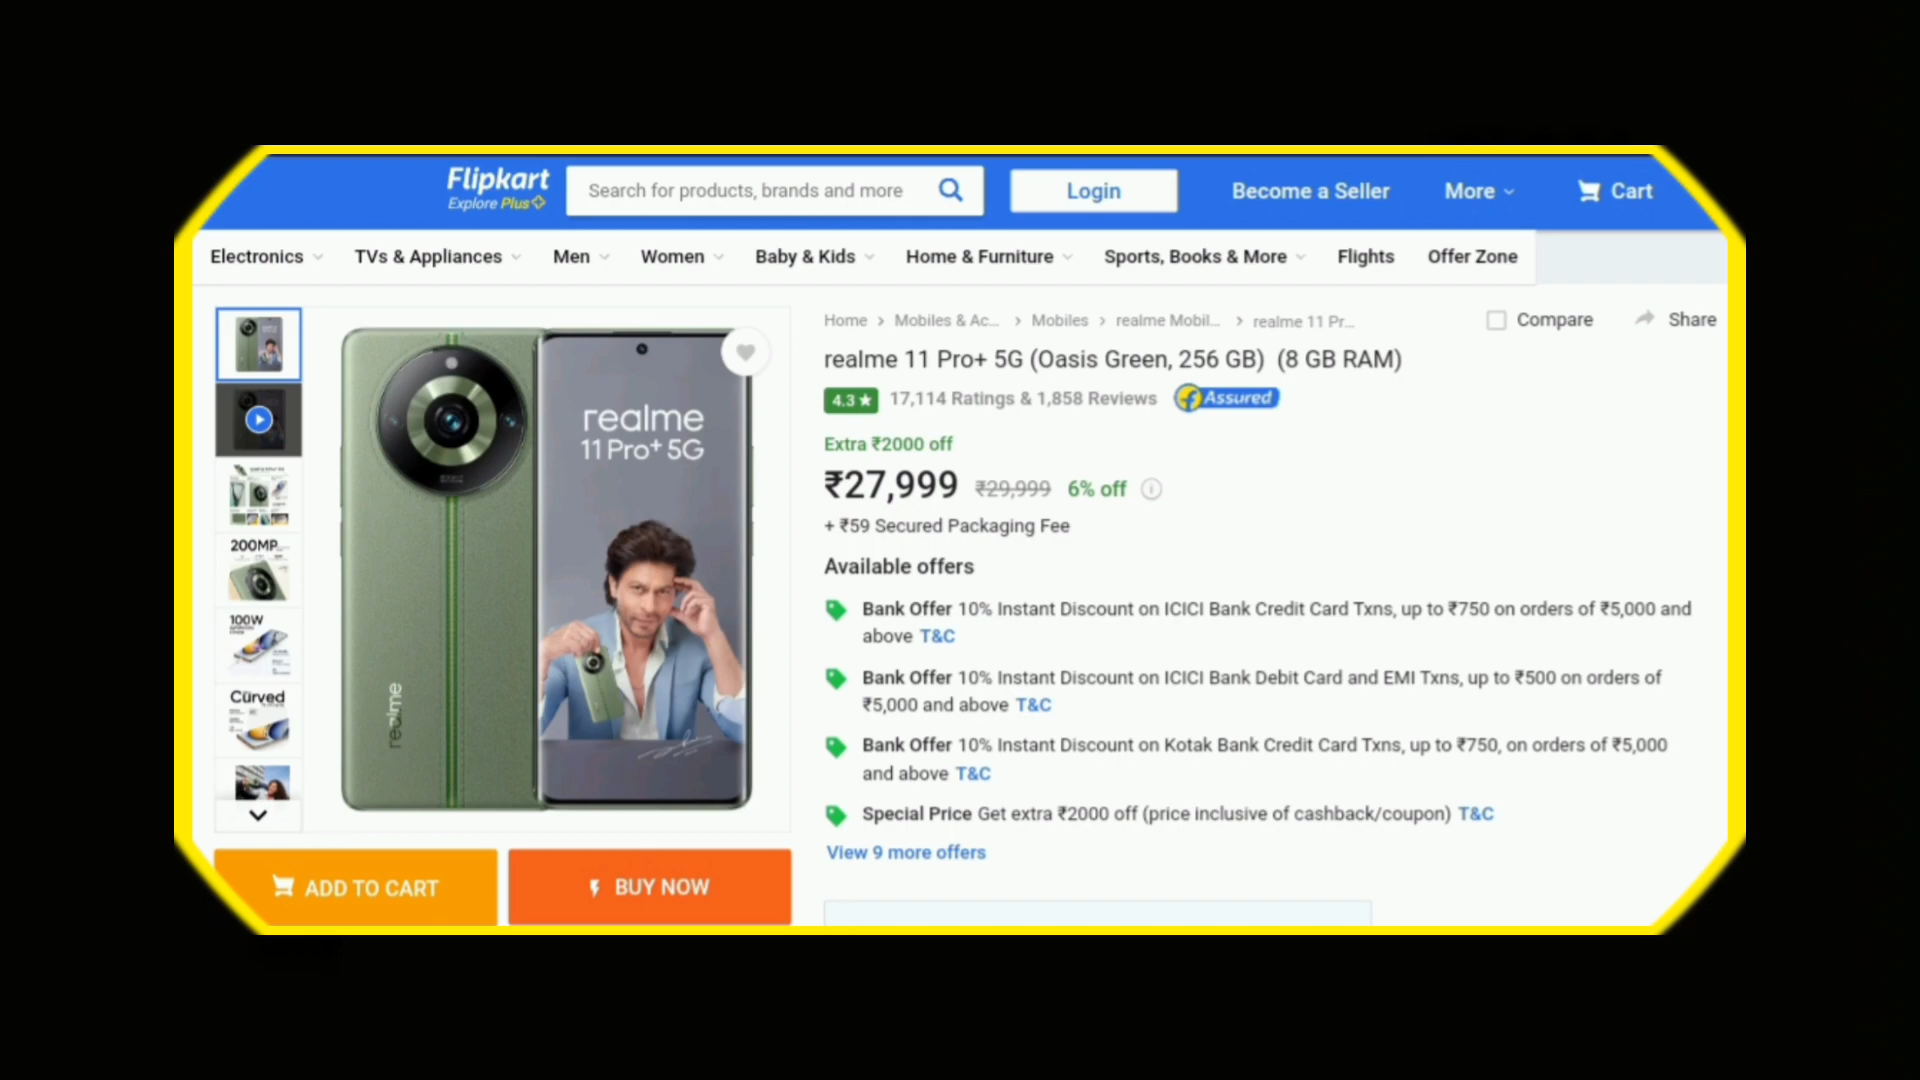 Flipkart
Explore Plus
Search for products, brands and more
Login
Become a Seller
More
Cart
Electronics
TVs & Appliances
Men
Women
Baby & Kids
Home & Furniture
Sports, Books & More
Flights
Offer Zone
200MP
100W
Curved
realme
11 Pro+ 5G
realme
ADD TO CART
BUY NOW
Home > Mobiles & Ac... > Mobiles > realme Mobil... > realme 11 Pr...
Compare
Share
realme 11 Pro+ 5G (Oasis Green, 256 GB) (8 GB RAM)
4.3★ 17,114 Ratings & 1,858 Reviews
Assured
Extra ₹2000 off
₹27,999 ₹29,999 6% off
+ ₹59 Secured Packaging Fee
Available offers
Bank Offer 10% Instant Discount on ICICI Bank Credit Card Txns, up to ₹750 on orders of ₹5,000 and
above T&C
Bank Offer 10% Instant Discount on ICICI Bank Debit Card and EMI Txns, up to ₹500 on orders of
₹5,000 and above T&C
Bank Offer 10% Instant Discount on Kotak Bank Credit Card Txns, up to ₹750, on orders of ₹5,000
and above T&C
Special Price Get extra ₹2000 off (price inclusive of cashback/coupon) T&C
View 9 more offers